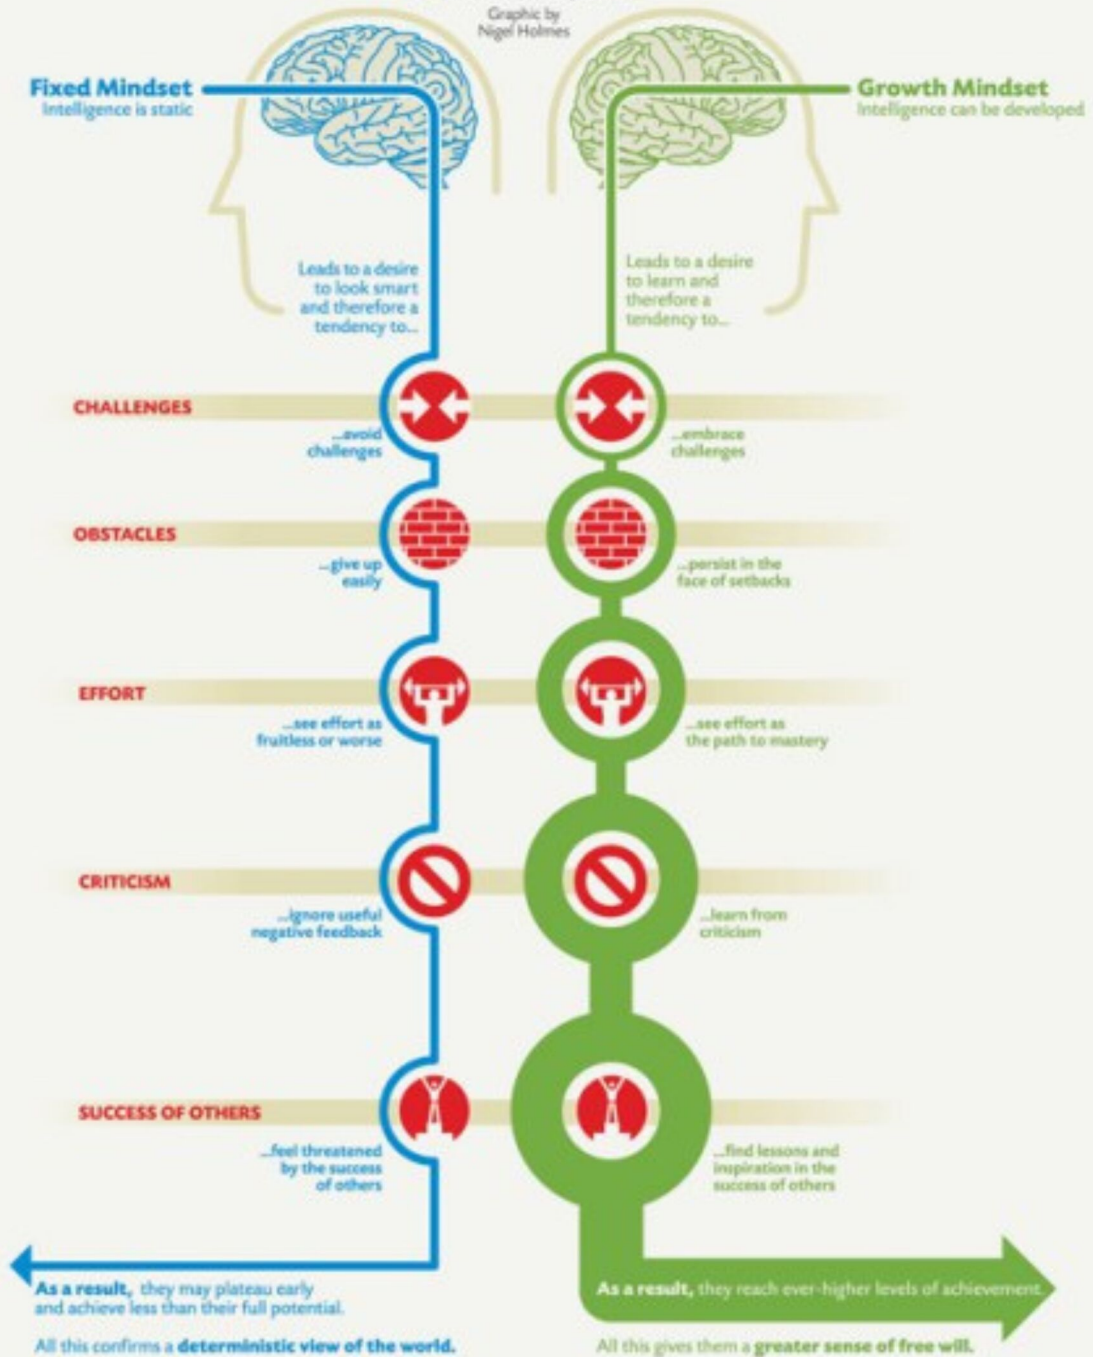 Graphic by
Nigel Holmes
Fixed Mindset
Intelligence is static
Growth Mindset
Intelligence can be developed
Leads to a desire
to look smart
and therefore a
tendency to...
Leads to a desire
to learn and
therefore a
tendency to...
CHALLENGES
...avoid
challenges
...embrace
challenges
OBSTACLES
...give up
easily
...persist in the
face of setbacks
EFFORT
...see effort as
fruitless or worse
...see effort as
the path to mastery
CRITICISM
...ignore useful
negative feedback
...learn from
criticism
SUCCESS OF OTHERS
...feel threatened
by the success
of others
...find lessons and
inspiration in the
success of others
As a result, they may plateau early
and achieve less than their full potential.
All this confirms a deterministic view of the world.
As a result, they reach ever-higher levels of achievement.
All this gives them a greater sense of free will.